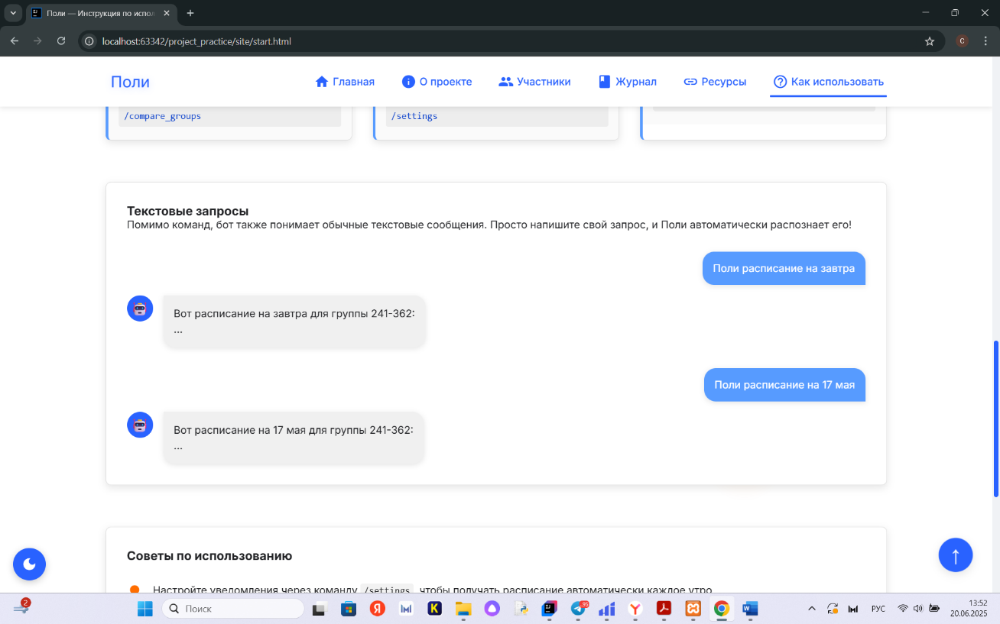 Поли — Инструкция по испол
localhost:63342/project_practice/site/start.html
C
Поли
Главная
О проекте
Участники
Журнал
Ресурсы
Как использовать
/compare_groups
/settings
Текстовые запросы
Помимо команд, бот также понимает обычные текстовые сообщения. Просто напишите свой запрос, и Поли автоматически распознает его!
Поли расписание на завтра
Вот расписание на завтра для группы 241-362:
...
Поли расписание на 17 мая
Вот расписание на 17 мая для группы 241-362:
...
Советы по использованию
Настройте уведомления через команду /settings, чтобы получать расписание автоматически каждое утро
2
Поиск
95
РУС
13:52
20.06.2025